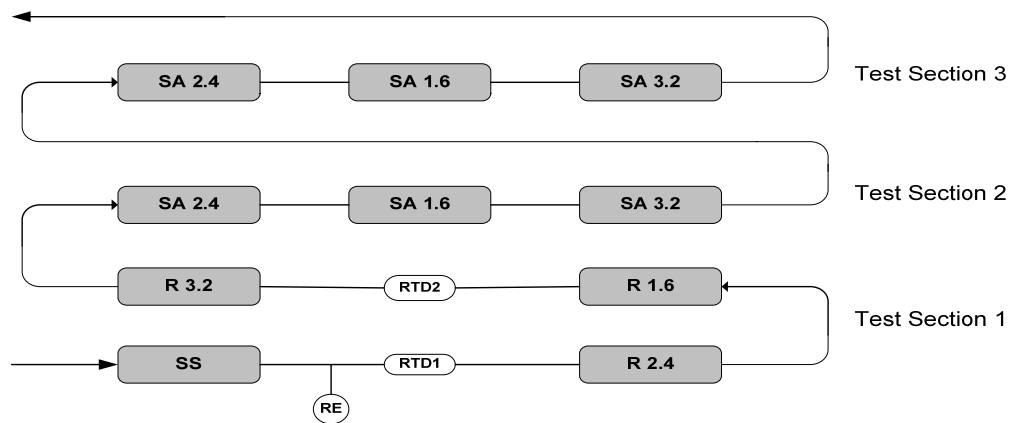 SA 2.4 SA 1.6 SA 3.2 Test Section 3
SA 2.4 SA 1.6 SA 3.2 Test Section 2
R 3.2 RTD2 R 1.6
Test Section 1
SS RTD1 R 2.4
RE